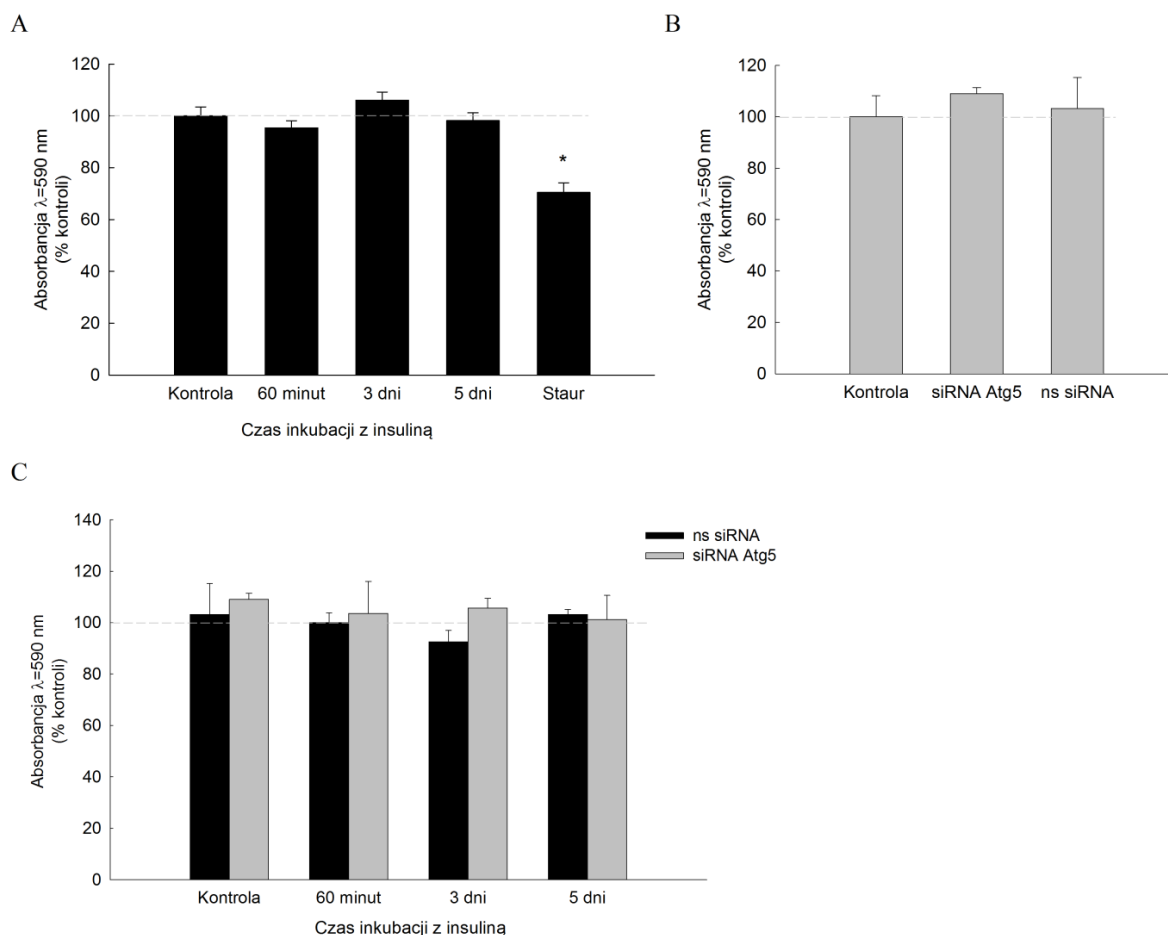 A
Absorbancja λ=590 nm
(% kontroli)
120
100
80
60
40
20
0
*
Kontrola 60 minut 3 dni 5 dni Staur
Czas inkubacji z insuliną
B
Absorbancja λ=590 nm
(% kontroli)
120
100
80
60
40
20
0
Kontrola siRNA Atg5 ns siRNA
C
Absorbancja λ=590 nm
(% kontroli)
140
120
100
80
60
40
20
0
ns siRNA
siRNA Atg5
Kontrola 60 minut 3 dni 5 dni
Czas inkubacji z insuliną